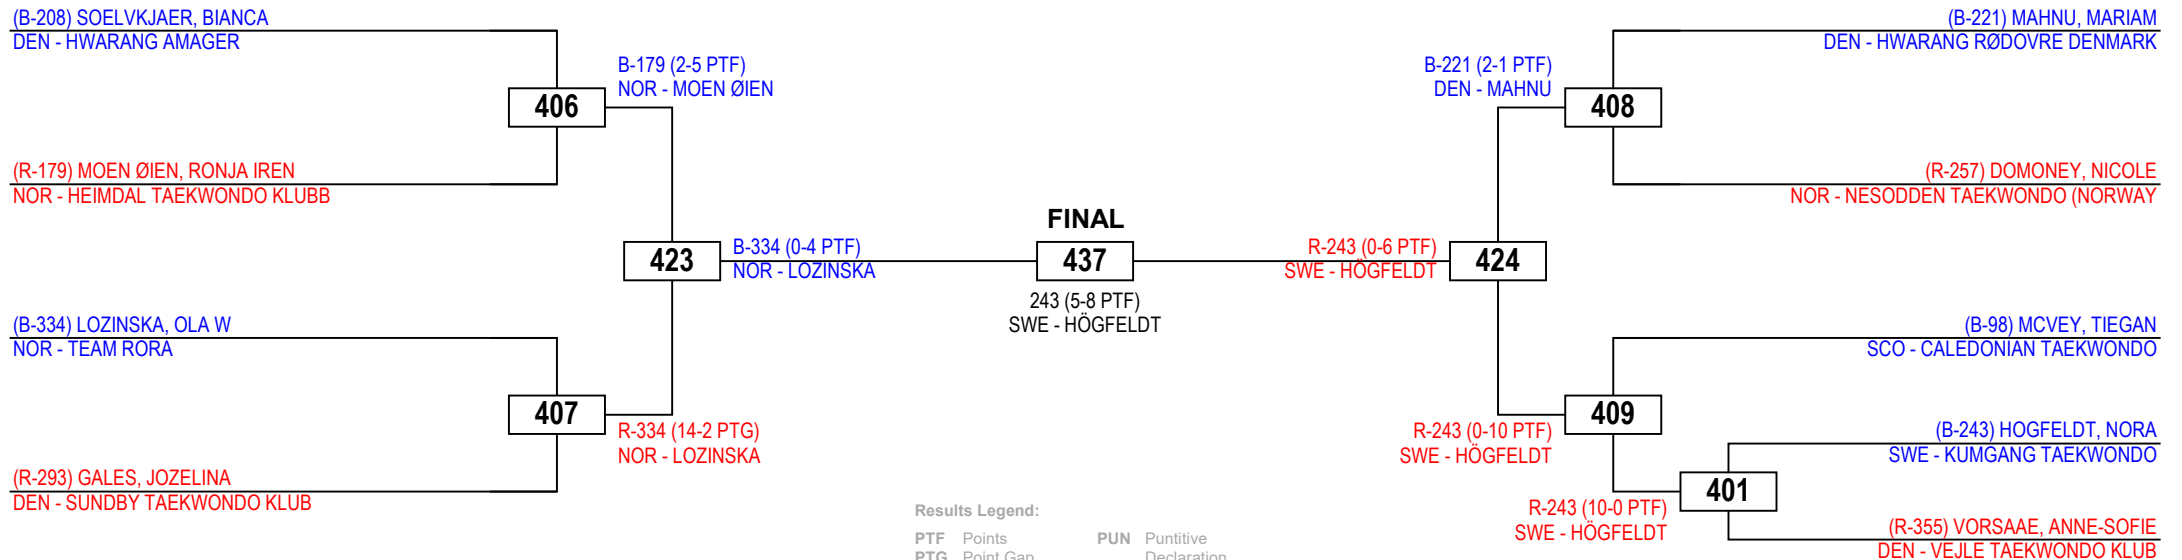 (B-208) SOELVKJAER, BIANCA
DEN - HWARANG AMAGER
B-179 (2-5 PTF)
NOR - MOEN ØIEN
406
(R-179) MOEN ØIEN, RONJA IREN
NOR - HEIMDAL TAEKWONDO KLUBB
423
B-334 (0-4 PTF)
NOR - LOZINSKA
(B-334) LOZINSKA, OLA W
NOR - TEAM RORA
407
R-334 (14-2 PTG)
NOR - LOZINSKA
(R-293) GALES, JOZELINA
DEN - SUNDBY TAEKWONDO KLUB
FINAL
437
243 (5-8 PTF)
SWE - HÖGFELDT
(B-221) MAHNU, MARIAM
DEN - HWARANG RØDOVRE DENMARK
B-221 (2-1 PTF)
DEN - MAHNU
408
(R-257) DOMONEY, NICOLE
NOR - NESODDEN TAEKWONDO (NORWAY
R-243 (0-6 PTF)
SWE - HÖGFELDT
424
(B-98) MCVEY, TIEGAN
SCO - CALEDONIAN TAEKWONDO
409
R-243 (0-10 PTF)
SWE - HÖGFELDT
(B-243) HOGFELDT, NORA
SWE - KUMGANG TAEKWONDO
401
R-243 (10-0 PTF)
SWE - HÖGFELDT
(R-355) VORSAAE, ANNE-SOFIE
DEN - VEJLE TAEKWONDO KLUB
Results Legend:
PTF Points PUN Puntitive
PTG Point Gap Declaration